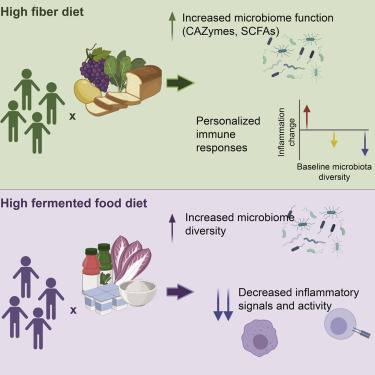 High fiber diet
Increased microbiome function
(CAZymes, SCFAs)
x
Personalized
immune
responses
Inflammation
change
Baseline microbiota
diversity
High fermented food diet
Increased microbiome
diversity
x
Decreased inflammatory
signals and activity